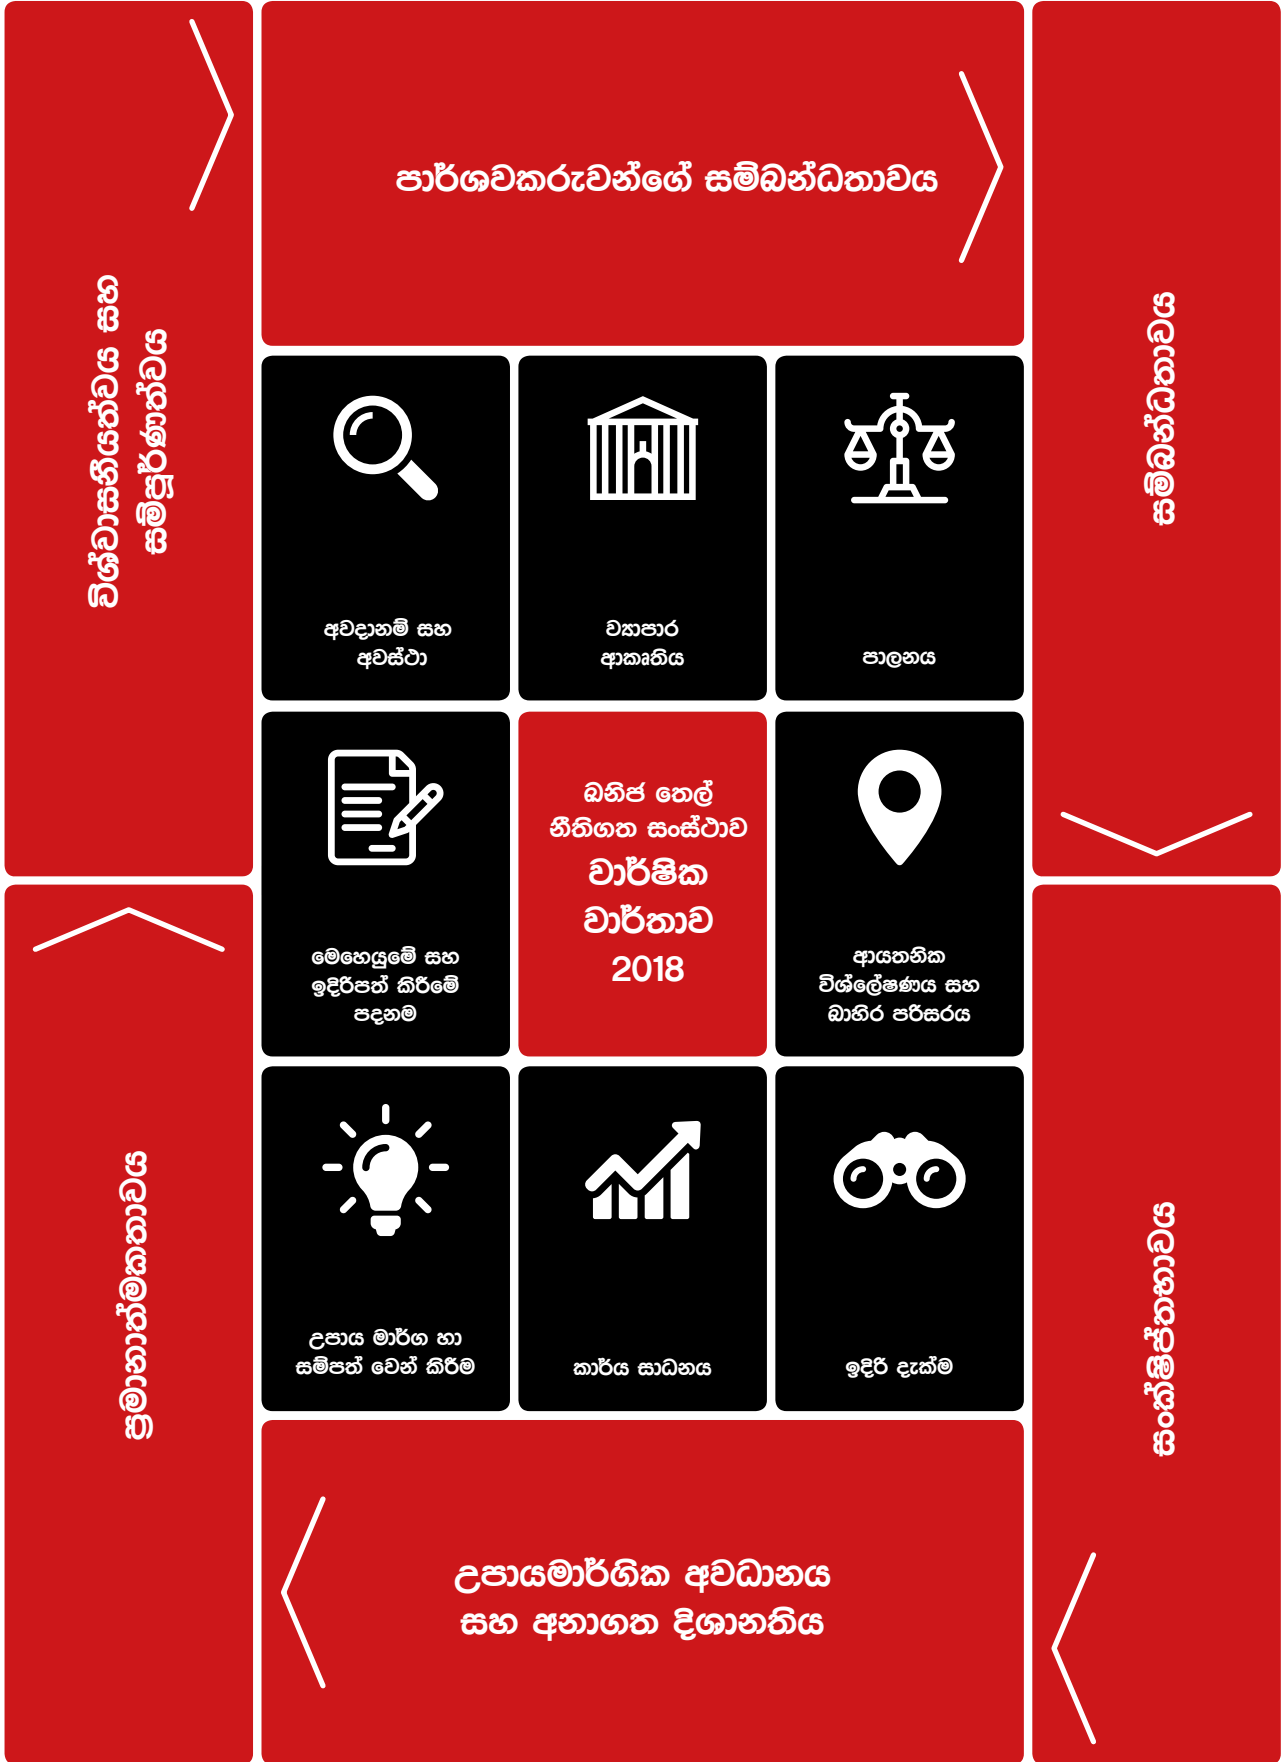 පාර්ශවකරුවන්ගේ සම්බන්ධතාවය
විශ්වාසනීයත්වය සහ
සම්පූර්ණත්වය
සම්බන්ධතාවය
අවදානම් සහ
අවස්ථා
ව්‍යාපාර
ආකෘතිය
පාලනය
මෙහෙයුමේ සහ
ඉදිරිපත් කිරීමේ
පදනම
ඛනිජ තෙල්
නීතිගත සංස්ථාව
වාර්ෂික
වාර්තාව
2018
ආයතනික
විශ්ලේෂණය සහ
බාහිර පරිසරය
ත්‍රමානාත්මකතාවය
සංක්ෂිප්තභාවය
උපාය මාර්ග හා
සම්පත් වෙන් කිරීම
කාර්ය සාධනය
ඉදිරි දැක්ම
උපායමාර්ගික අවධානය
සහ අනාගත දිශානතිය